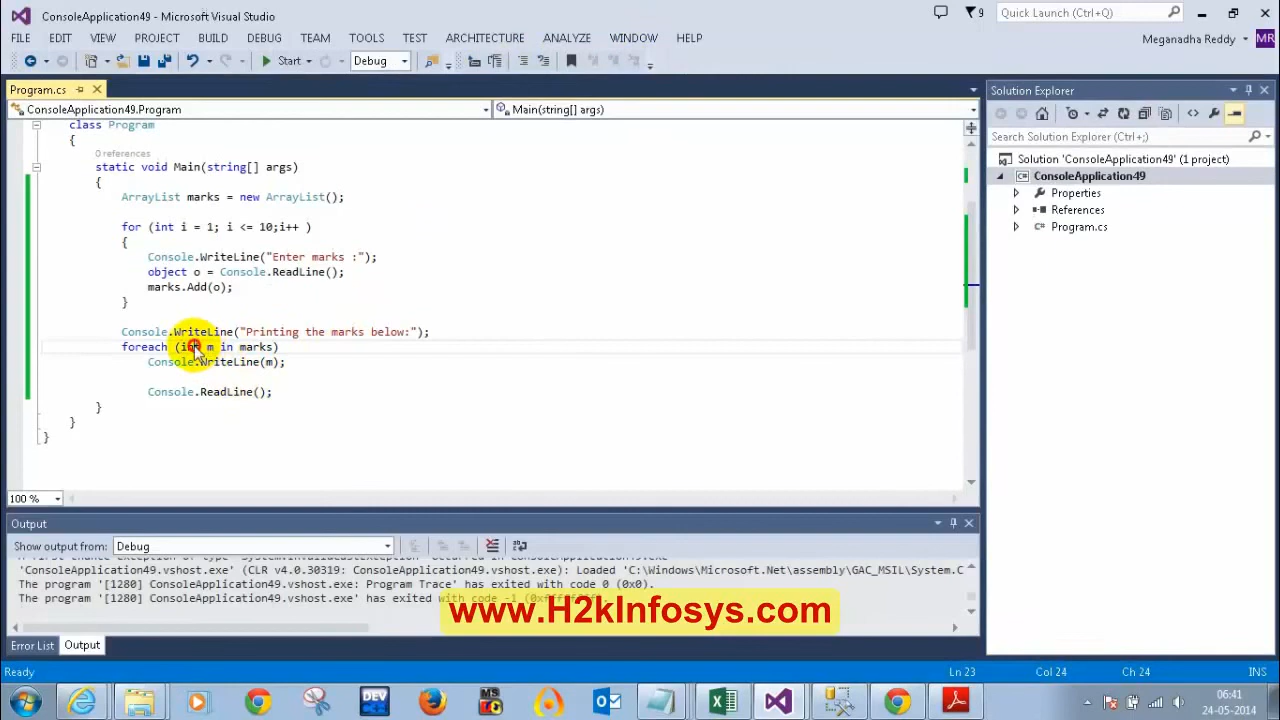 ConsoleApplication49 - Microsoft Visual Studio
9
Quick Launch (Ctrl+Q)
FILE EDIT VIEW PROJECT BUILD DEBUG TEAM TOOLS TEST ARCHITECTURE ANALYZE WINDOW HELP
Meganadha Reddy MR
Start Debug
Program.cs
ConsoleApplication49.Program Main(string[] args)
class Program
{
0 references
static void Main(string[] args)
{
ArrayList marks = new ArrayList();
for (int i = 1; i <= 10;i++ )
{
Console.WriteLine("Enter marks :");
object o = Console.ReadLine();
marks.Add(o);
}
Console.WriteLine("Printing the marks below:");
foreach (int m in marks)
Console.WriteLine(m);
Console.ReadLine();
}
}
}
100 %
Solution Explorer
Search Solution Explorer (Ctrl+;)
Solution 'ConsoleApplication49' (1 project)
ConsoleApplication49
Properties
References
Program.cs
Output
Show output from: Debug
'ConsoleApplication49.vshost.exe' (CLR v4.0.30319: ConsoleApplication49.vshost.exe): Loaded 'C:\Windows\Microsoft.Net\assembly\GAC_MSIL\System.C
The program '[1280] ConsoleApplication49.vshost.exe: Program Trace' has exited with code 0 (0x0).
The program '[1280] ConsoleApplication49.vshost.exe' has exited with code -1
www.H2kInfosys.com
Error List Output
Ready Ln 23 Col 24 Ch 24 INS
DEV
MS
06:41
24-05-2014